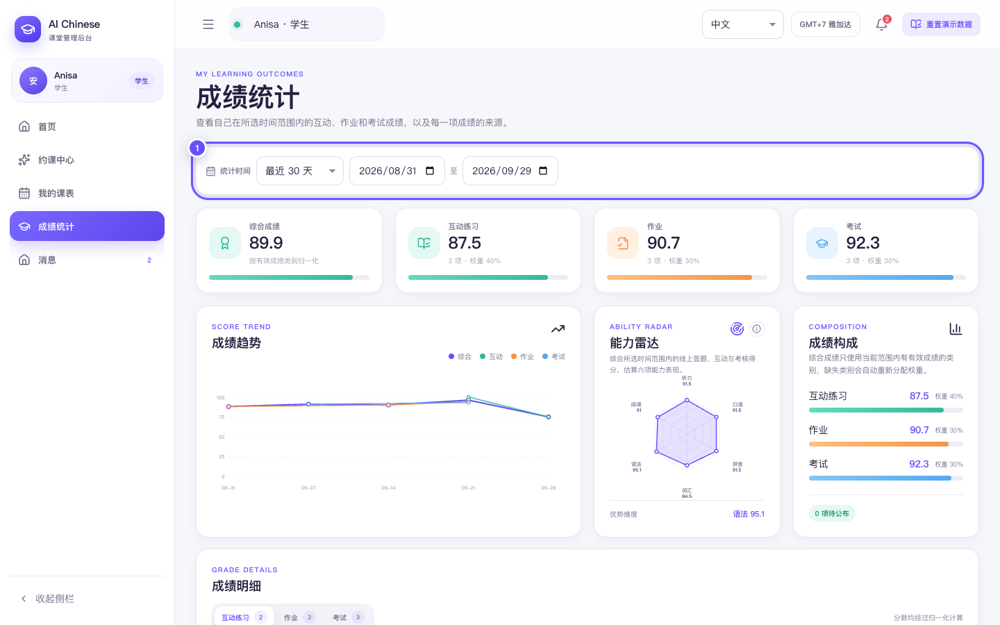 AI Chinese
课堂管理后台
安
Anisa
学生
学生
首页
约课中心
我的课表
成绩统计
消息
2
收起侧栏
Anisa · 学生
中文
GMT+7 雅加达
2
重置演示数据
MY LEARNING OUTCOMES
成绩统计
查看自己在所选时间范围内的互动、作业和考试成绩，以及每一项成绩的来源。
1
统计时间
最近 30 天
2026/08/31
至
2026/09/29
综合成绩
89.9
按有效成绩类别归一化
互动练习
87.5
2 项 · 权重 40%
作业
90.7
3 项 · 权重 30%
考试
92.3
3 项 · 权重 30%
SCORE TREND
成绩趋势
综合
互动
作业
考试
100
75
50
25
0
08-31
09-07
09-14
09-21
09-28
ABILITY RADAR
能力雷达
综合所选时间范围内的线上答题、互动与考核得
分，估算六项能力表现。
听力
91.5
口语
91.5
拼音
91.5
词汇
84.5
语法
95.1
阅读
91
优势维度
语法 95.1
COMPOSITION
成绩构成
综合成绩只使用当前范围内有有效成绩的类
别，缺失类别会自动重新分配权重。
互动练习
87.5
权重 40%
作业
90.7
权重 30%
考试
92.3
权重 30%
0 项待公布
GRADE DETAILS
成绩明细
互动练习
2
作业
3
考试
3
分数均经过归一化计算